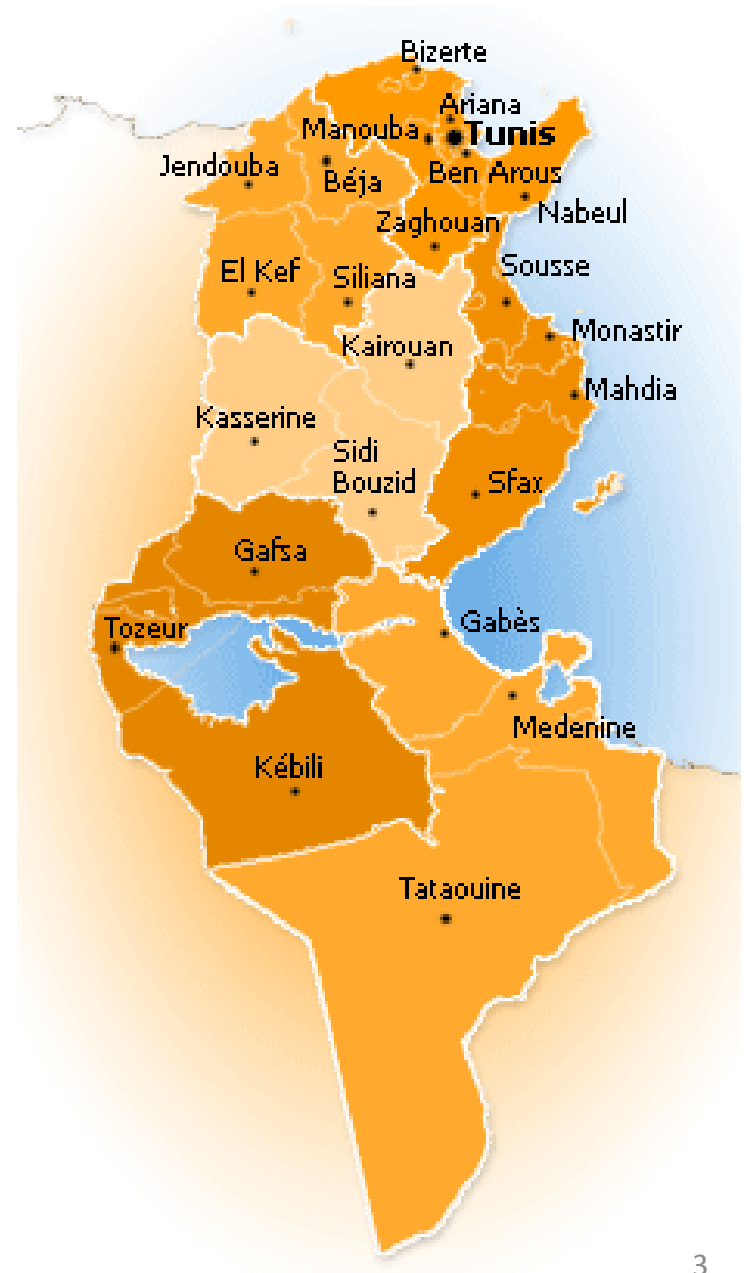 Bizerte
Ariana
Manouba
Tunis
Jendouba
Béja
Ben Arous
Nabeul
Zaghouan
El Kef
Siliana
Sousse
Kairouan
Monastir
Mahdia
Kasserine
Sidi
Bouzid
Sfax
Gafsa
Tozeur
Gabès
Medenine
Kébili
Tataouine
3